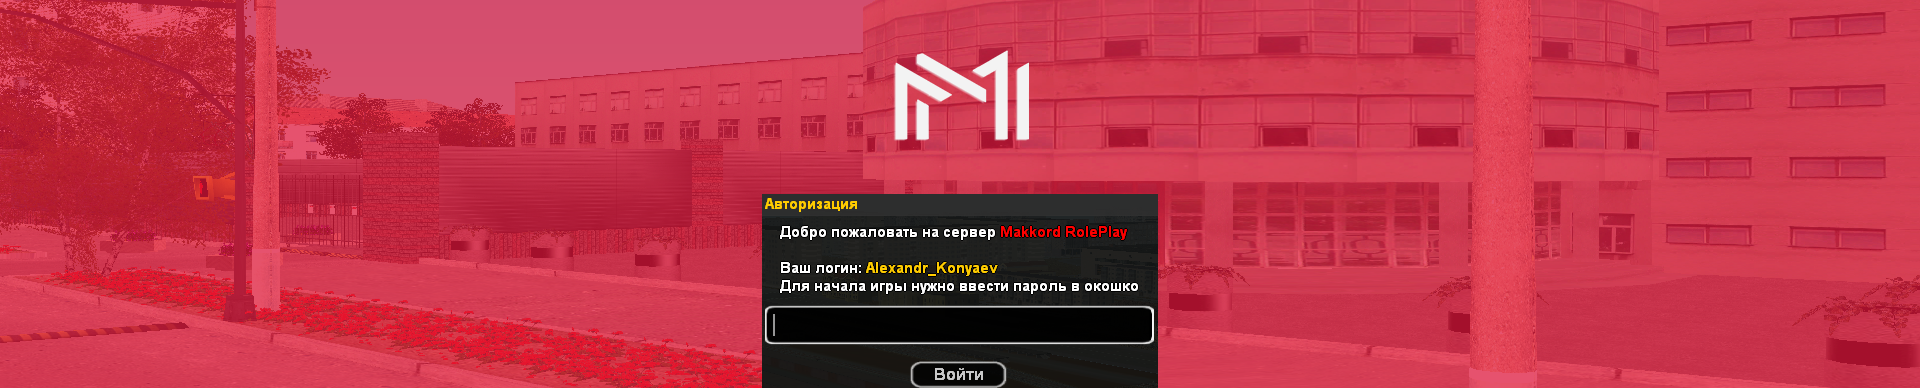 Авторизация
Добро пожаловать на сервер Makkord RolePlay
Ваш логин: Alexandr_Konyaev
Для начала игры нужно ввести пароль в окошко
Войти